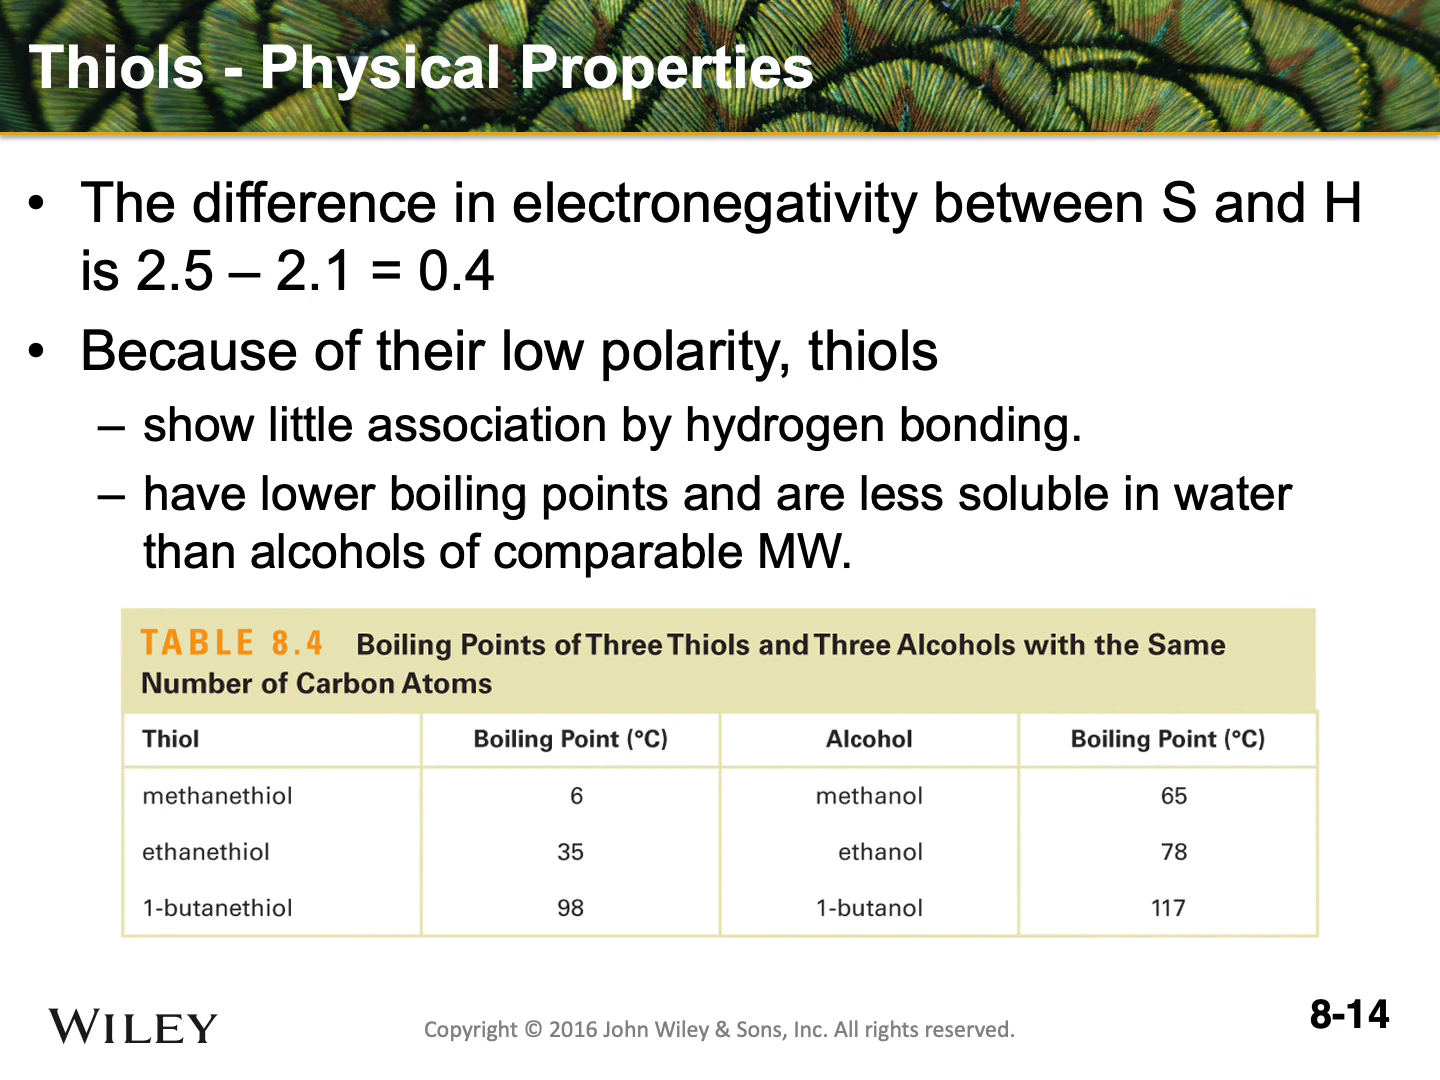 Thiols - Physical Properties
• The difference in electronegativity between S and H
is 2.5 – 2.1 = 0.4
• Because of their low polarity, thiols
– show little association by hydrogen bonding.
– have lower boiling points and are less soluble in water
than alcohols of comparable MW.
TABLE 8.4 Boiling Points of Three Thiols and Three Alcohols with the Same
Number of Carbon Atoms
Thiol Boiling Point (°C) Alcohol Boiling Point (°C)
methanethiol 6 methanol 65
ethanethiol 35 ethanol 78
1-butanethiol 98 1-butanol 117
WILEY Copyright © 2016 John Wiley & Sons, Inc. All rights reserved. 8-14